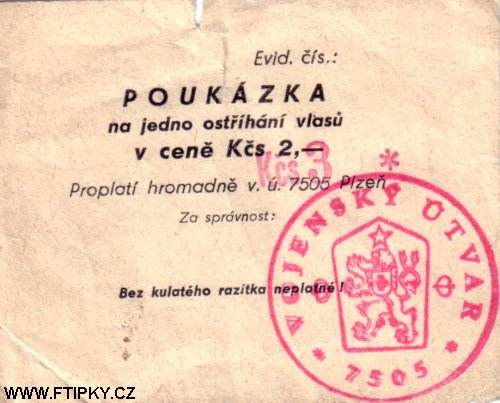 Evid. čís.:
POUKÁZKA
na jedno ostříhání vlasů
v ceně Kčs 2,—
Kčs 3
Proplatí hromadně v. ú. 7505 Plzeň
Za správnost:
Bez kulatého razítka neplatné!
* VOJENSKÝ ÚTVAR *
7505
WWW.FTIPKY.CZ